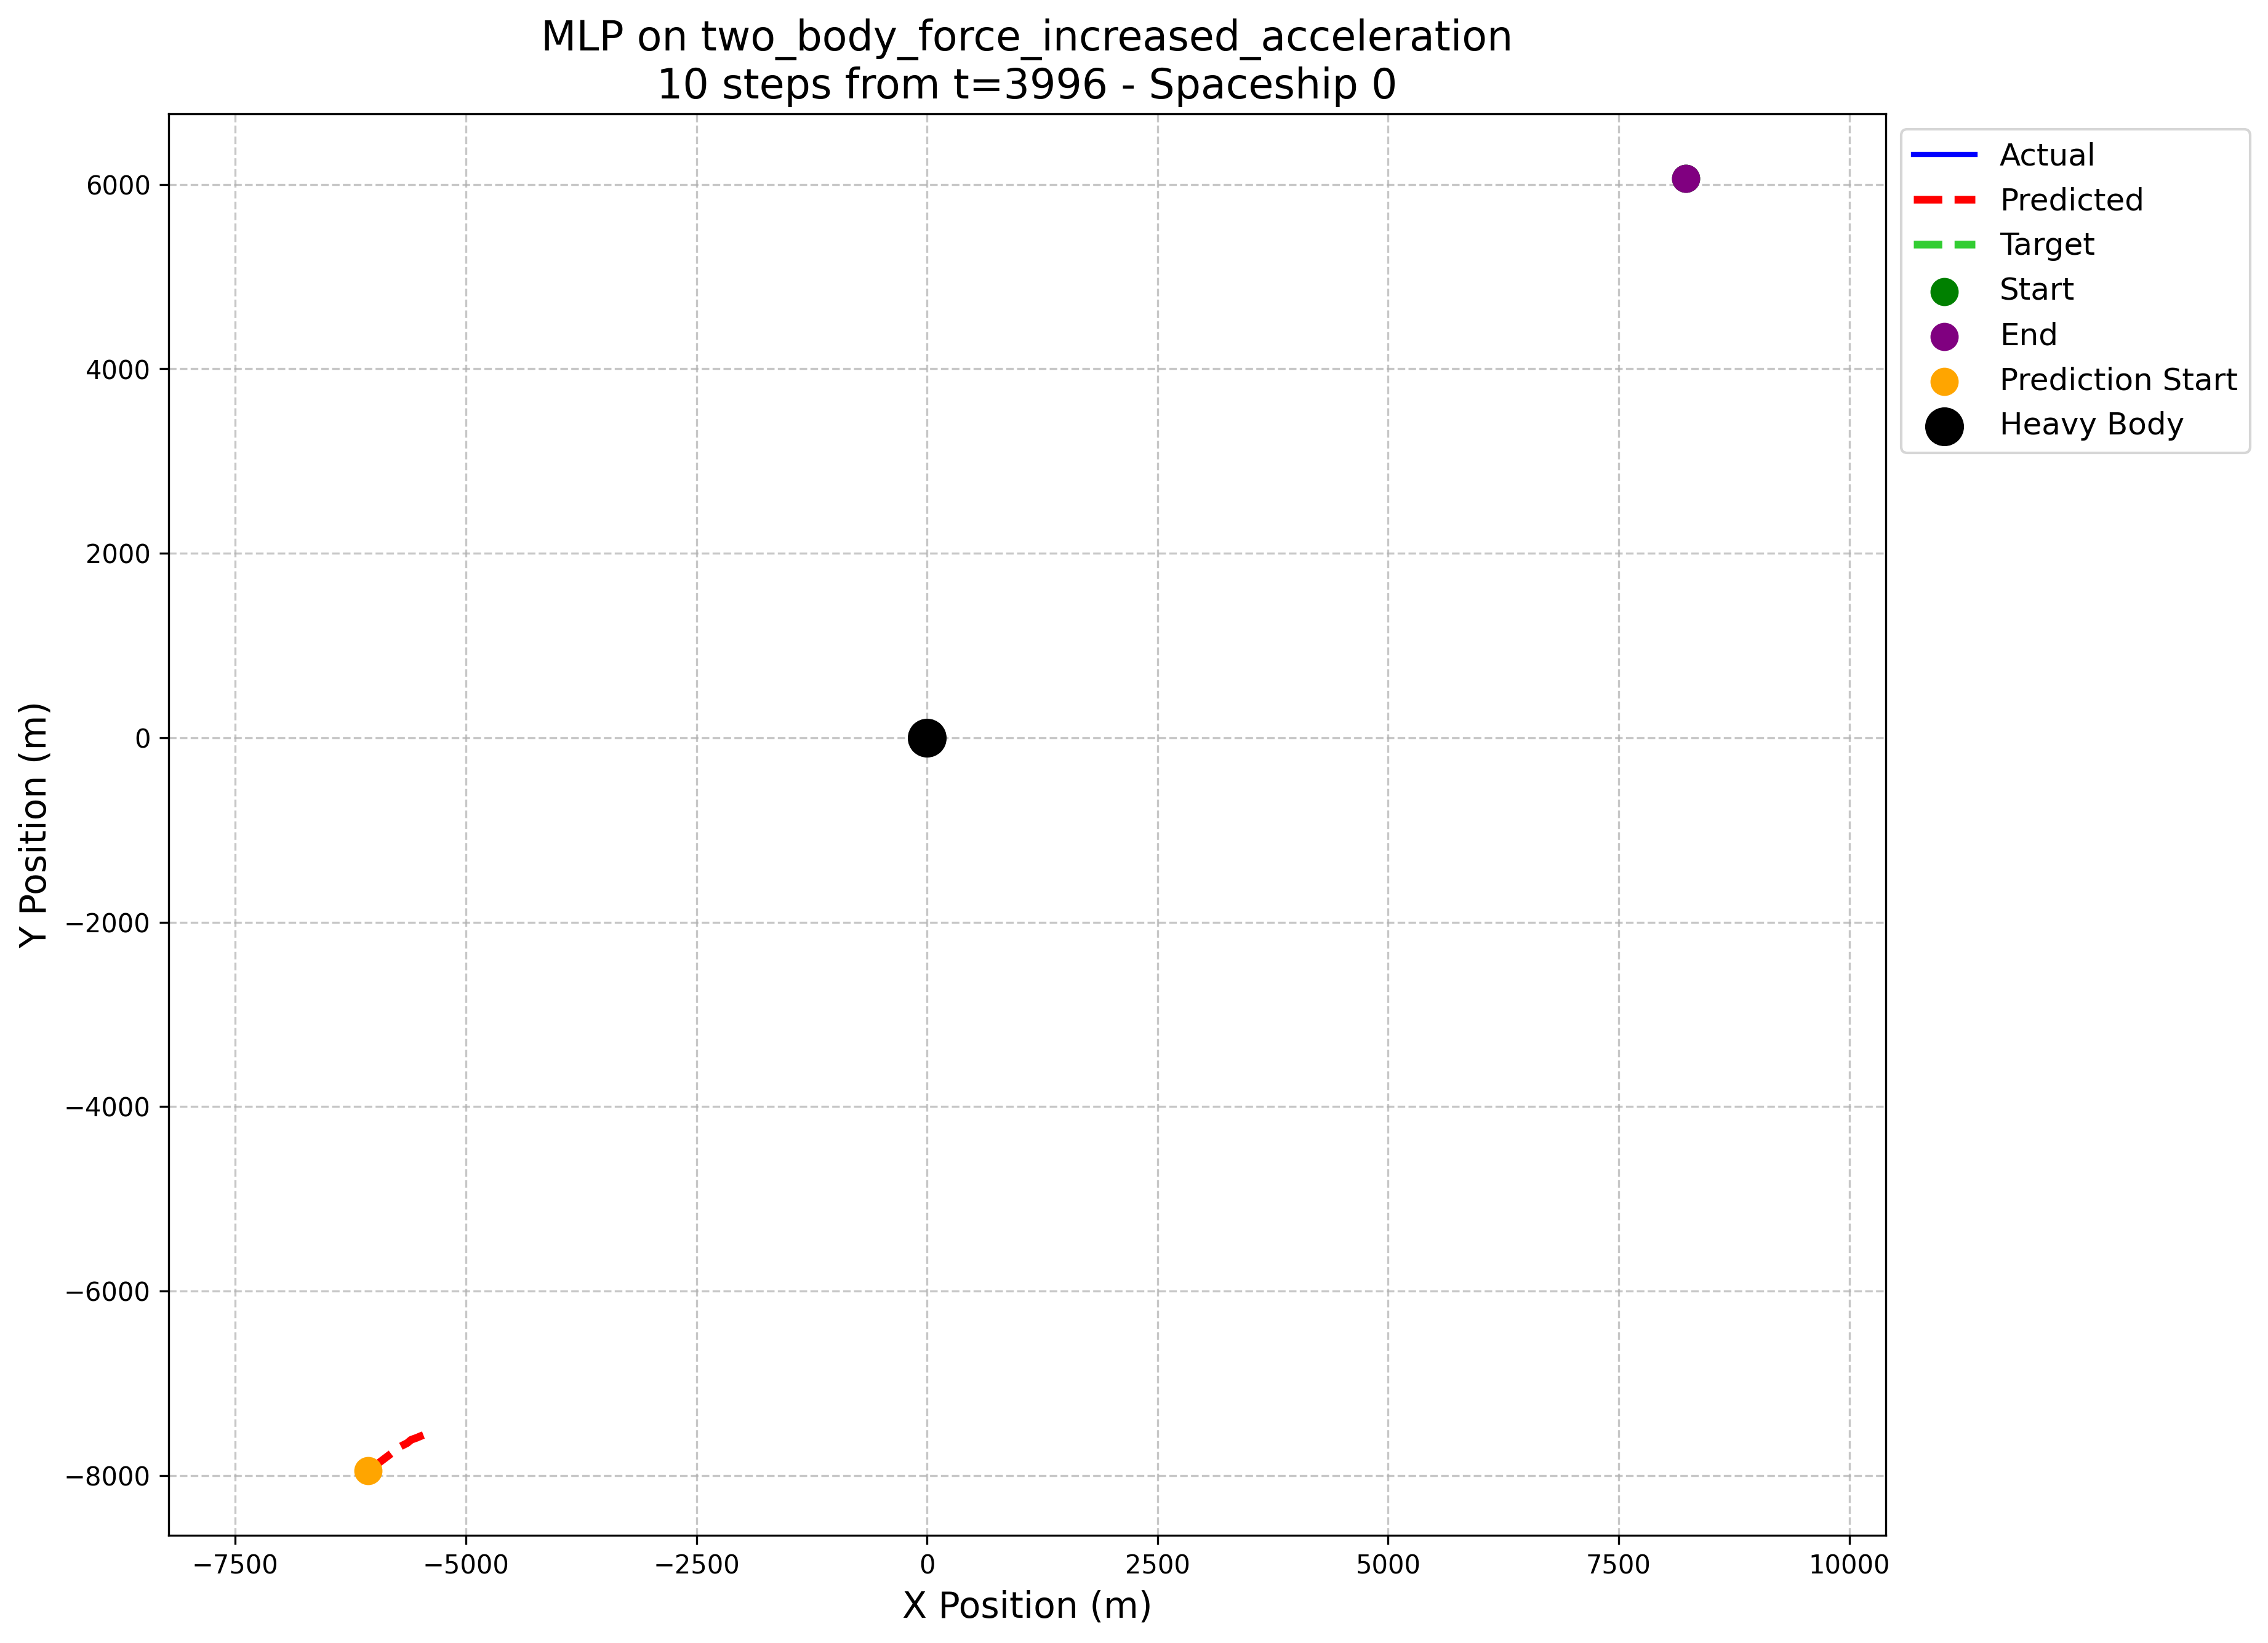 MLP on two_body_force_increased_acceleration
10 steps from t=3996 - Spaceship 0
Actual
Predicted
Target
Start
End
Prediction Start
Heavy Body
Y Position (m)
6000
4000
2000
0
−2000
−4000
−6000
−8000
−7500
−5000
−2500
0
2500
5000
7500
10000
X Position (m)